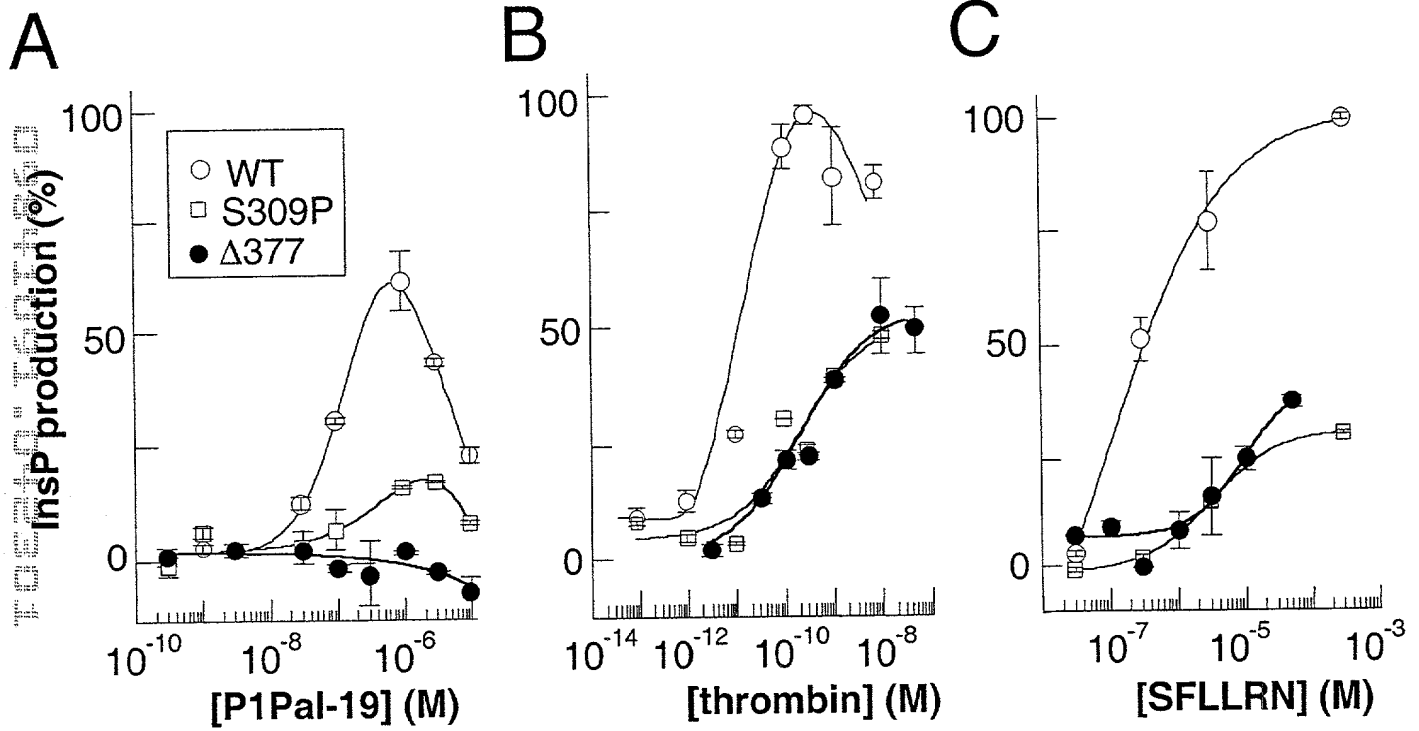 A
B
C
100
50
0
InsP production (%)
WT
S309P
Δ377
10-10
10-8
10-6
[P1Pal-19] (M)
100
50
0
10-14
10-12
10-10
10-8
[thrombin] (M)
100
50
0
10-7
10-5
10-3
[SFLLRN] (M)